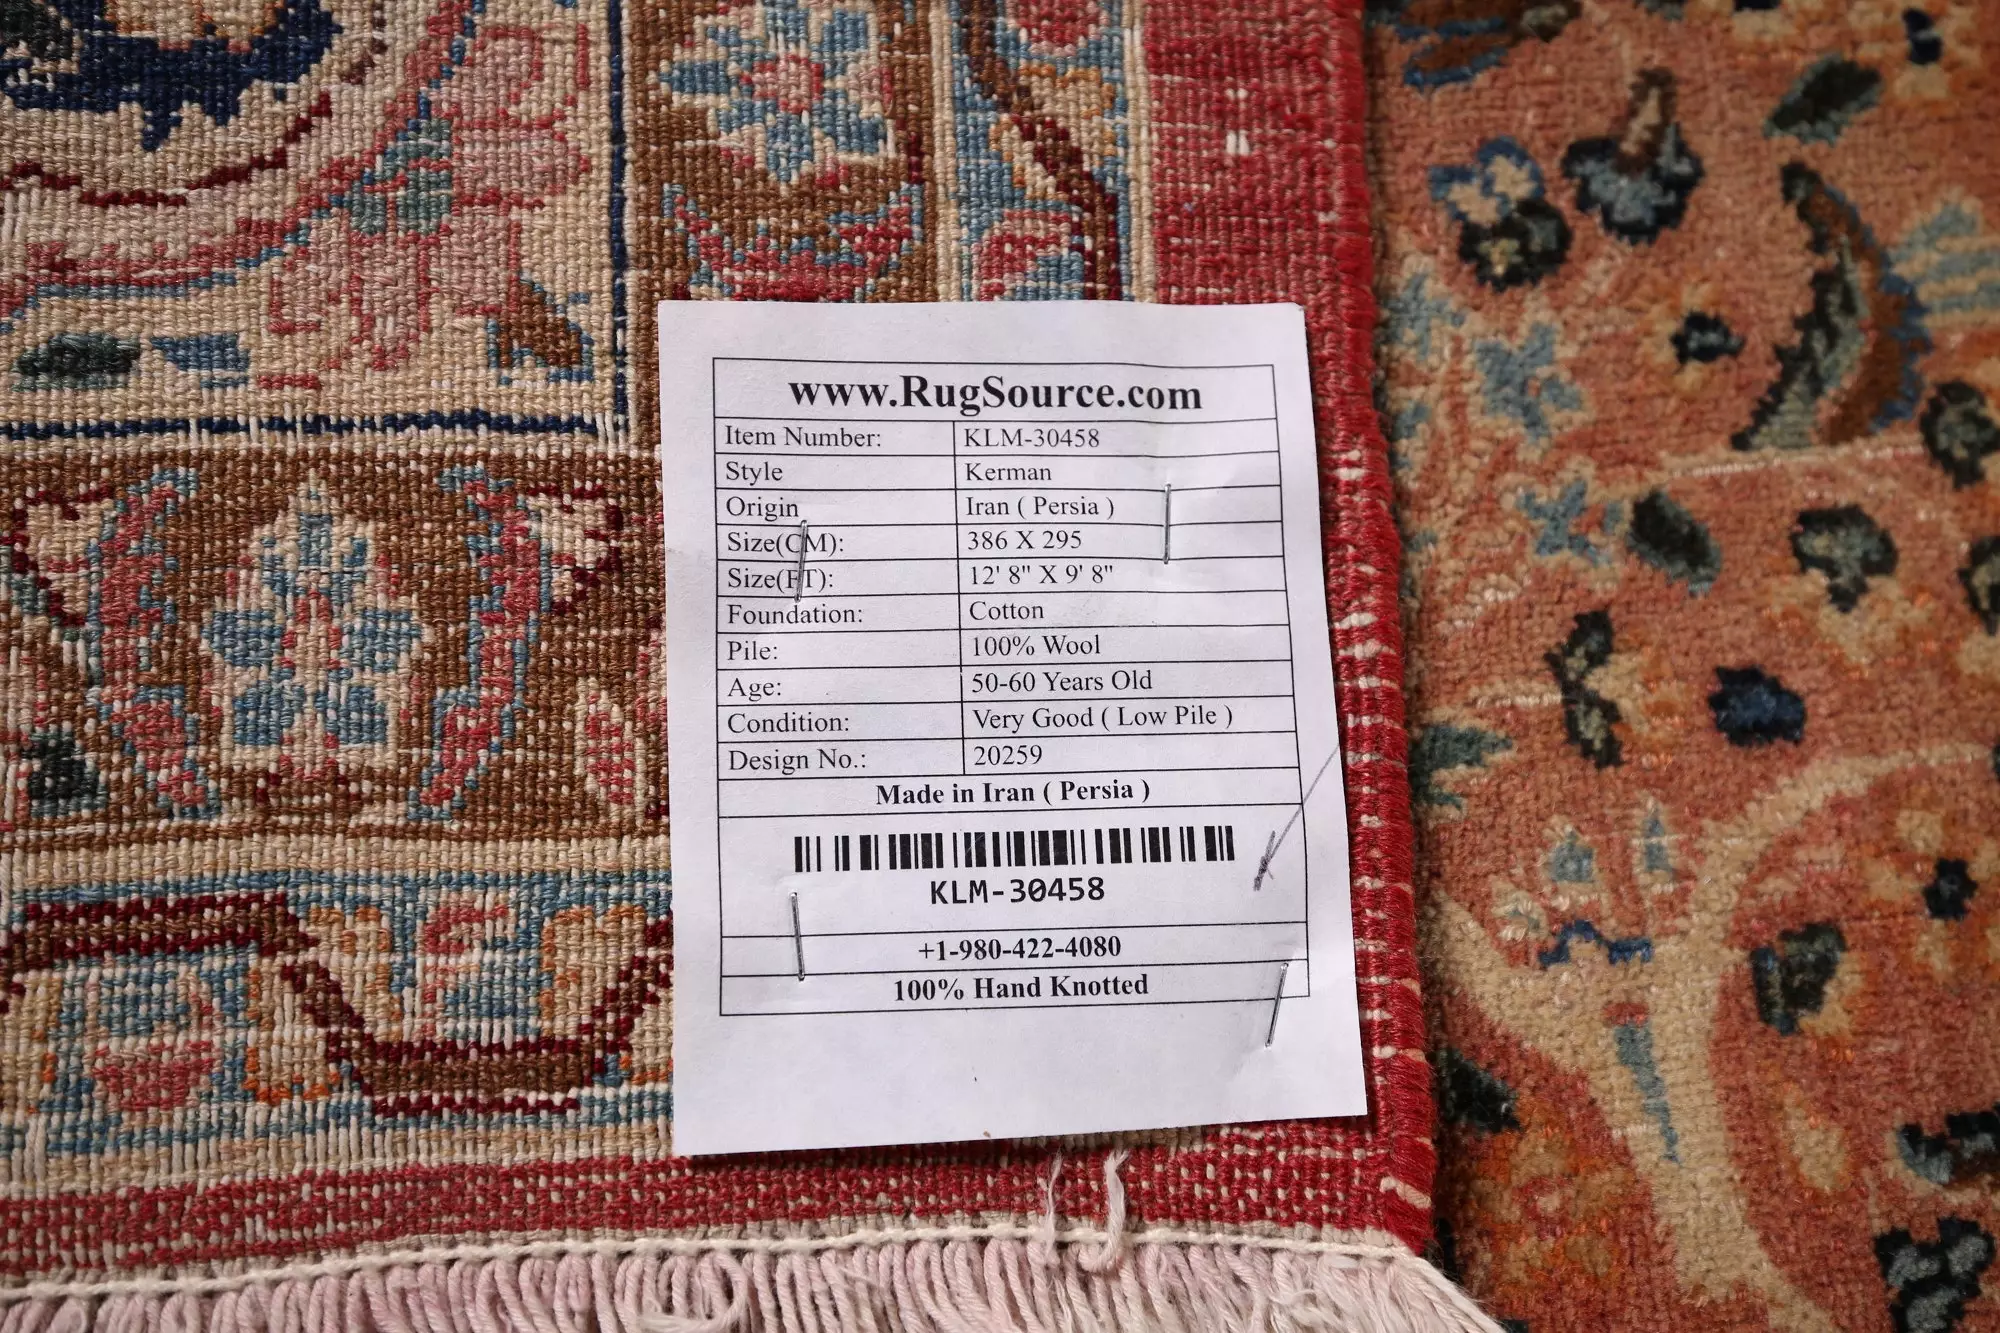 www.RugSource.com
Item Number: KLM-30458
Style Kerman
Origin Iran ( Persia )
Size(CM): 386 X 295
Size(FT): 12' 8" X 9' 8"
Foundation: Cotton
Pile: 100% Wool
Age: 50-60 Years Old
Condition: Very Good ( Low Pile )
Design No.: 20259
Made in Iran ( Persia )
KLM-30458
+1-980-422-4080
100% Hand Knotted